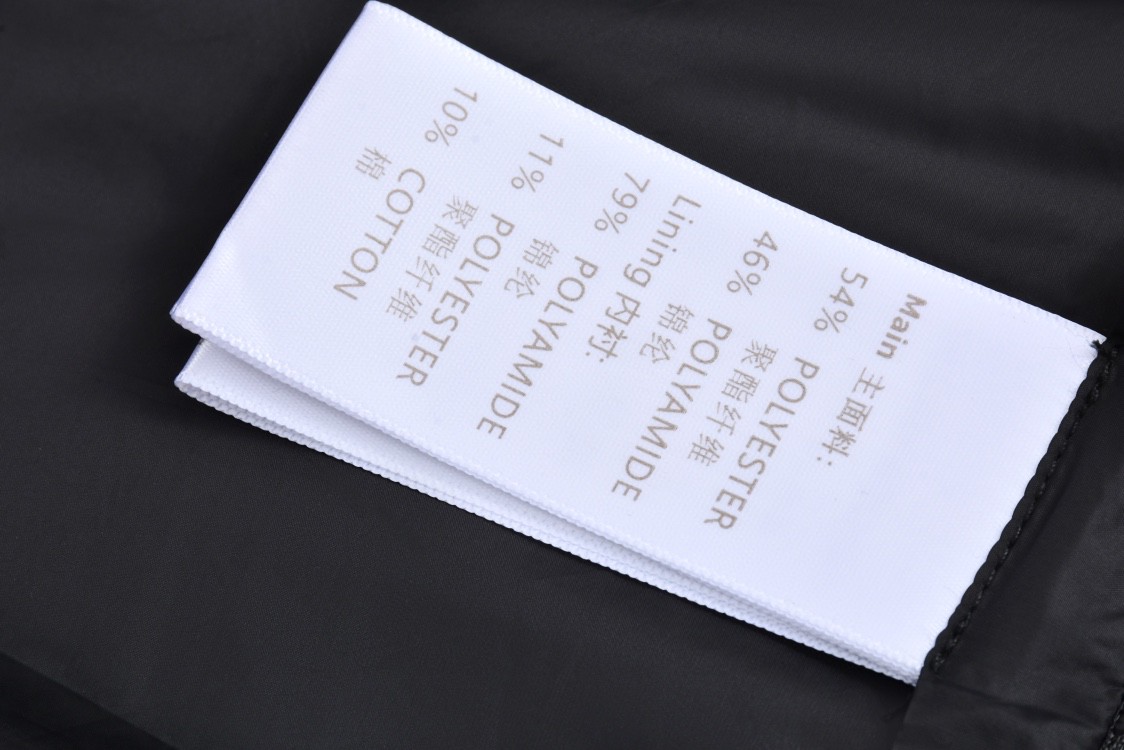 Main 主面料:
54% POLYESTER
聚酯纤维
46% POLYAMIDE
锦纶
Lining 内衬:
79% POLYAMIDE
锦纶
11% POLYESTER
聚酯纤维
10% COTTON
棉